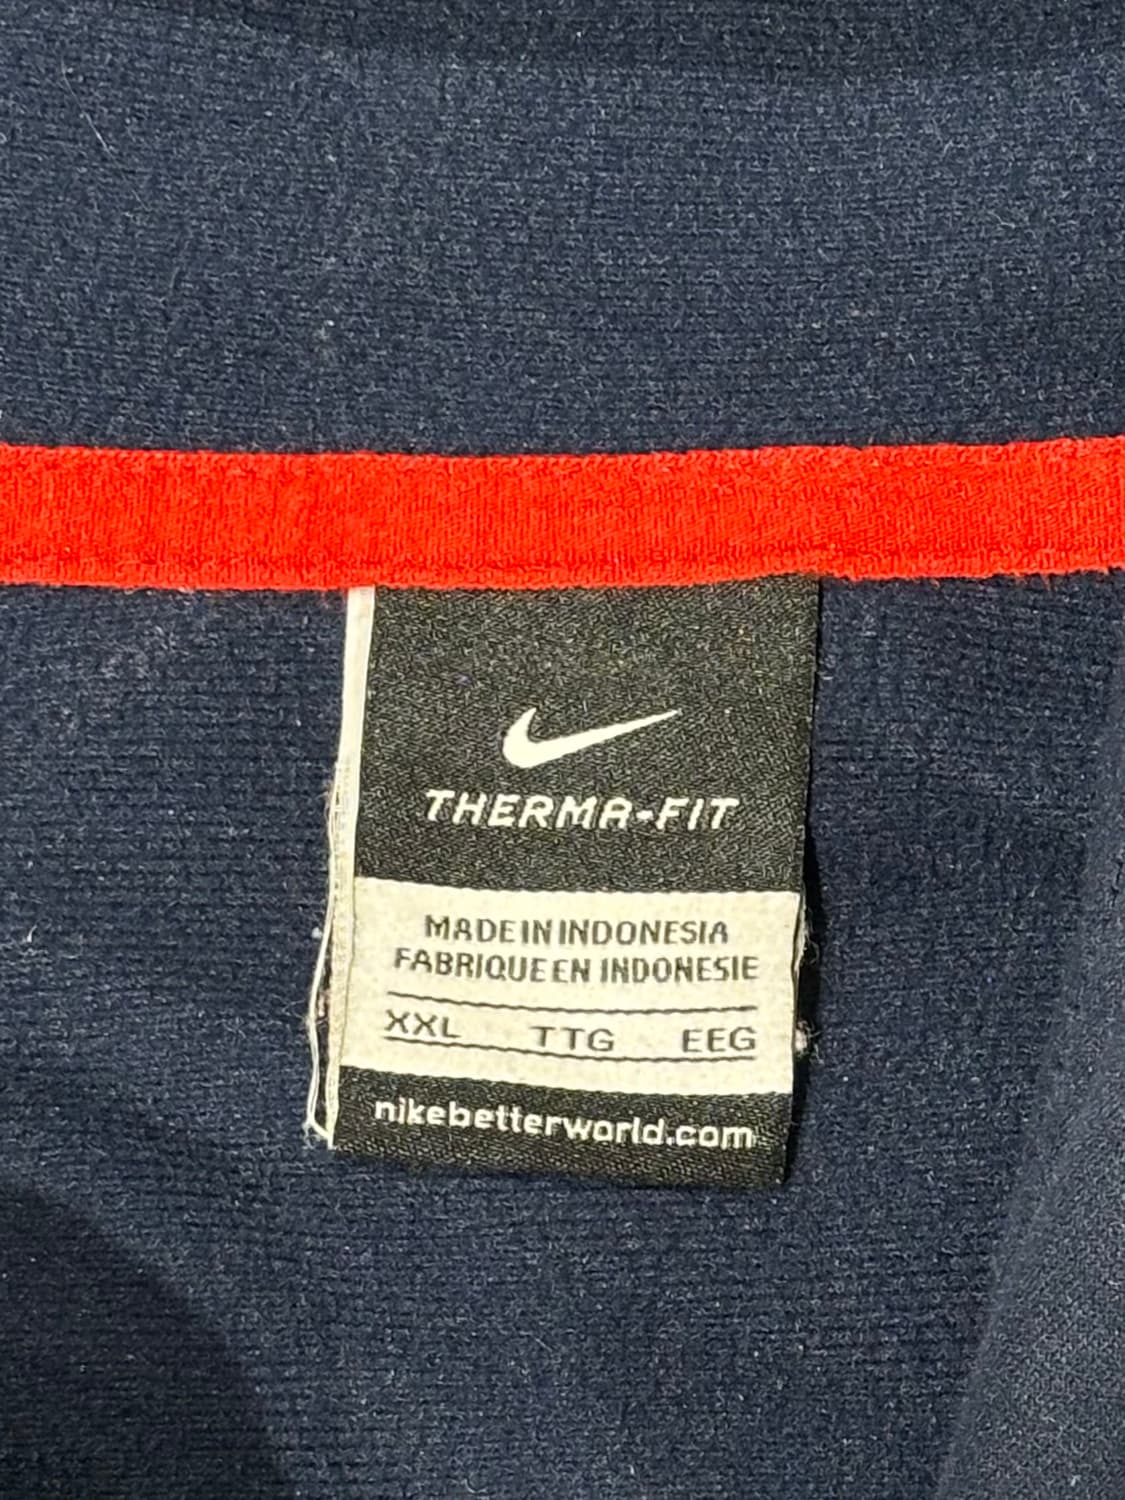 THERMA-FIT
MADE IN INDONESIA
FABRIQUE EN INDONESIE
XXL TTG EEG
nikebetterworld.com